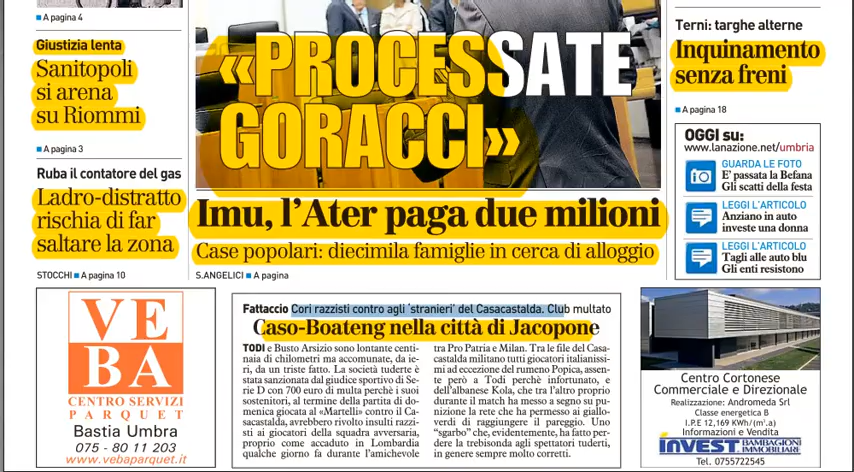 ■ A pagina 4
Giustizia lenta
Sanitopoli
si arena
su Riommi
■ A pagina 3
Ruba il contatore del gas
Ladro-distratto
rischia di far
saltare la zona
STOCCHI ■ A pagina 10
«PROCESSATE
GORACCI»
Imu, l'Ater paga due milioni
Case popolari: diecimila famiglie in cerca di alloggio
S.ANGELICI ■ A pagina
Terni: targhe alterne
Inquinamento
senza freni
■ A pagina 18
OGGI su:
www.lanazione.net/umbria
GUARDA LE FOTO
E' passata la Befana
Gli scatti della festa
LEGGI L'ARTICOLO
Anziano in auto
investe una donna
LEGGI L'ARTICOLO
Tagli alle auto blu
Gli enti resistono
VE
BA
CENTRO SERVIZI
PARQUET
Bastia Umbra
075 - 80 11 203
www.vebaparquet.it
Fattaccio Cori razzisti contro agli 'stranieri' del Casacastalda. Club multato
Caso-Boateng nella città di Jacopone
TODI e Busto Arsizio sono lontante centi-
naia di chilometri ma accomunate, da ie-
ri, da un triste fatto. La società tuderte è
stata sanzionata dal giudice sportivo di Se-
rie D con 700 euro di multa perchè i suoi
sostenitori, al termine della partita di do-
menica giocata al «Martelli» contro il Ca-
sacastalda, avrebbero rivolto insulti razzi-
sti ai giocatori della squadra avversaria,
proprio come accaduto in Lombardia
qualche giorno fa durante l'amichevole
tra Pro Patria e Milan. Tra le file del Casa-
castalda militano tutti giocatori italianissi-
mi ad eccezione del rumeno Popica, assen-
te però a Todi perchè infortunato, e
dell'albanese Kola, che tra l'altro proprio
durante il match ha messo a segno su pu-
nizione la rete che ha permesso ai giallo-
verdi di raggiungere il pareggio. Uno
"sgarbo" che, evidentemente, ha fatto per-
dere la trebisonda agli spettatori tuderti,
in genere sempre molto corretti.
Centro Cortonese
Commerciale e Direzionale
Realizzazione: Andromeda Srl
Classe energetica B
I.P.E 12,169 KWh/(m².a)
Informazioni e Vendita
INVEST BAMBAGIONI
IMMOBILIARE
Tel. 0755722545